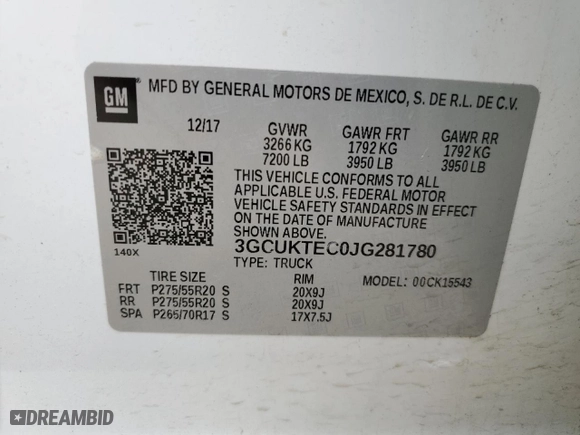 GM
MFD BY GENERAL MOTORS DE MEXICO, S. DE R.L. DE C.V.
12/17 GVWR GAWR FRT GAWR RR
3266 KG 1792 KG 1792 KG
7200 LB 3950 LB 3950 LB
THIS VEHICLE CONFORMS TO ALL
APPLICABLE U.S. FEDERAL MOTOR
VEHICLE SAFETY STANDARDS IN EFFECT
ON THE DATE OF MANUFACTURE
SHOWN ABOVE.
3GCUKTEC0JG281780
140X
TYPE: TRUCK
MODEL: 00CK15543
TIRE SIZE RIM
FRT P275/55R20 S 20X9J
RR P275/55R20 S 20X9J
SPA P265/70R17 S 17X7.5J
DREAMBID